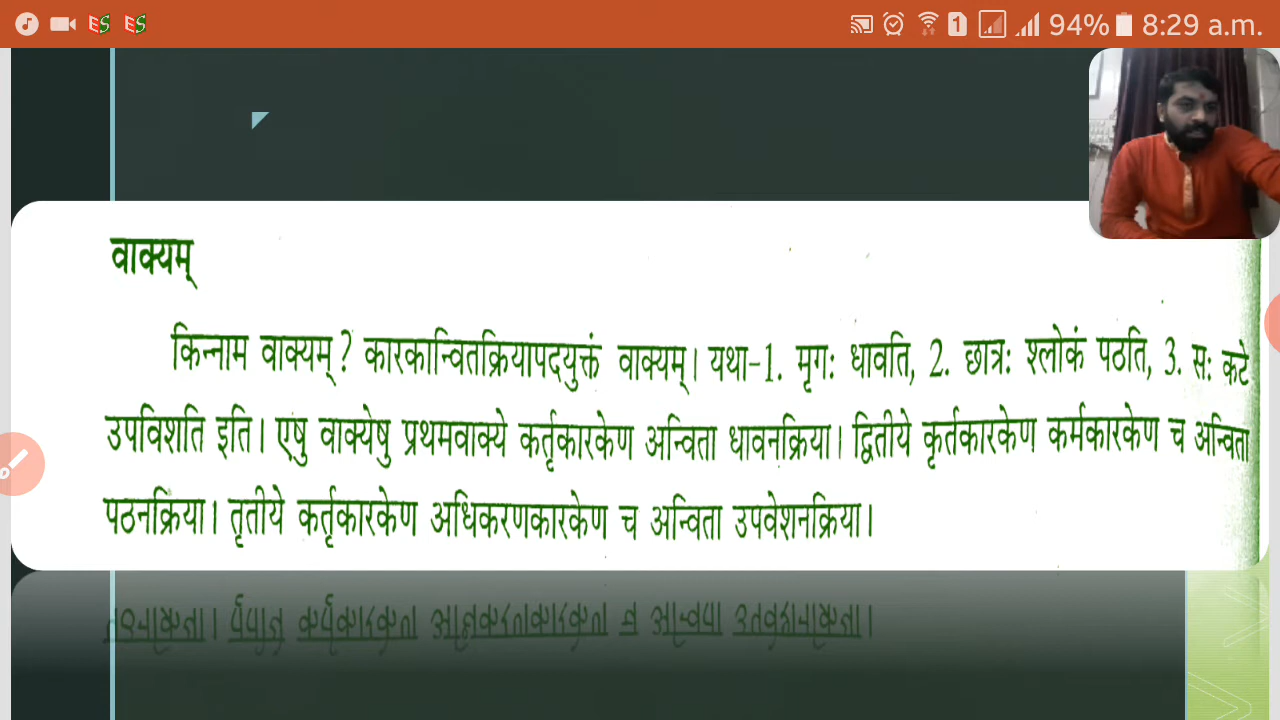 94% 8:29 a.m.
वाक्यम्
किन्नाम वाक्यम्? कारकान्वितक्रियापदयुक्तं वाक्यम्। यथा-1. मृगः धावति, 2. छात्रः श्लोकं पठति, 3. सः कटे
उपविशति इति। एषु वाक्येषु प्रथमवाक्ये कर्तृकारकेण अन्विता धावनक्रिया। द्वितीये कृर्तकारकेण कर्मकारकेण च अन्विता
पठनक्रिया। तृतीये कर्तृकारकेण अधिकरणकारकेण च अन्विता उपवेशनक्रिया।